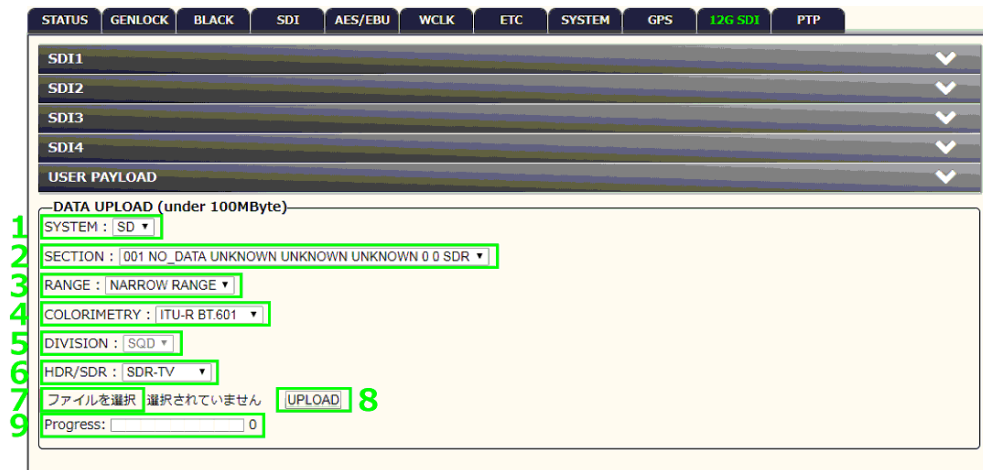 STATUS GENLOCK BLACK SDI AES/EBU WCLK ETC SYSTEM GPS 12G SDI PTP
SDI1
SDI2
SDI3
SDI4
USER PAYLOAD
DATA UPLOAD (under 100MByte)
1 SYSTEM : SD ▼
2 SECTION : 001 NO_DATA UNKNOWN UNKNOWN UNKNOWN 0 0 SDR ▼
3 RANGE : NARROW RANGE ▼
4 COLORIMETRY : ITU-R BT.601 ▼
5 DIVISION : SQD ▼
6 HDR/SDR : SDR-TV ▼
7 ファイルを選択 選択されていません UPLOAD 8
9 Progress: 0